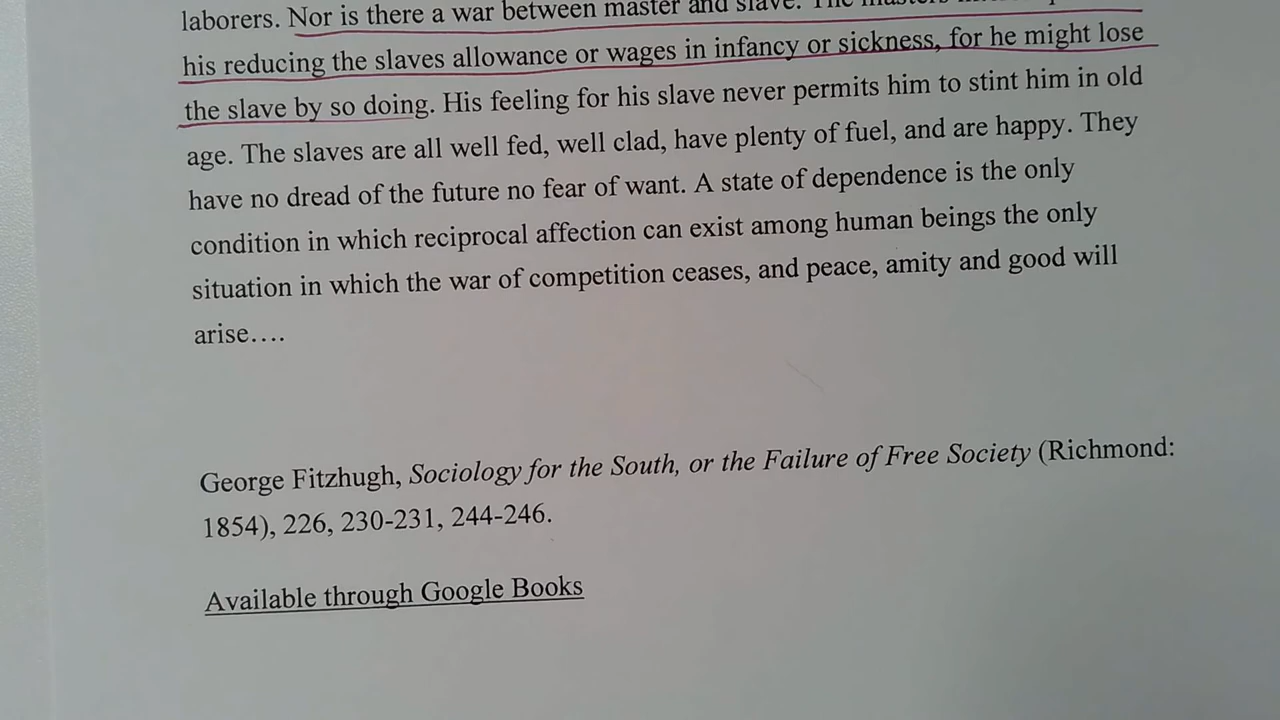 laborers. Nor is there a war between master and slave. The masters
his reducing the slaves allowance or wages in infancy or sickness, for he might lose
the slave by so doing. His feeling for his slave never permits him to stint him in old
age. The slaves are all well fed, well clad, have plenty of fuel, and are happy. They
have no dread of the future no fear of want. A state of dependence is the only
condition in which reciprocal affection can exist among human beings the only
situation in which the war of competition ceases, and peace, amity and good will
arise….
George Fitzhugh, Sociology for the South, or the Failure of Free Society (Richmond:
1854), 226, 230-231, 244-246.
Available through Google Books